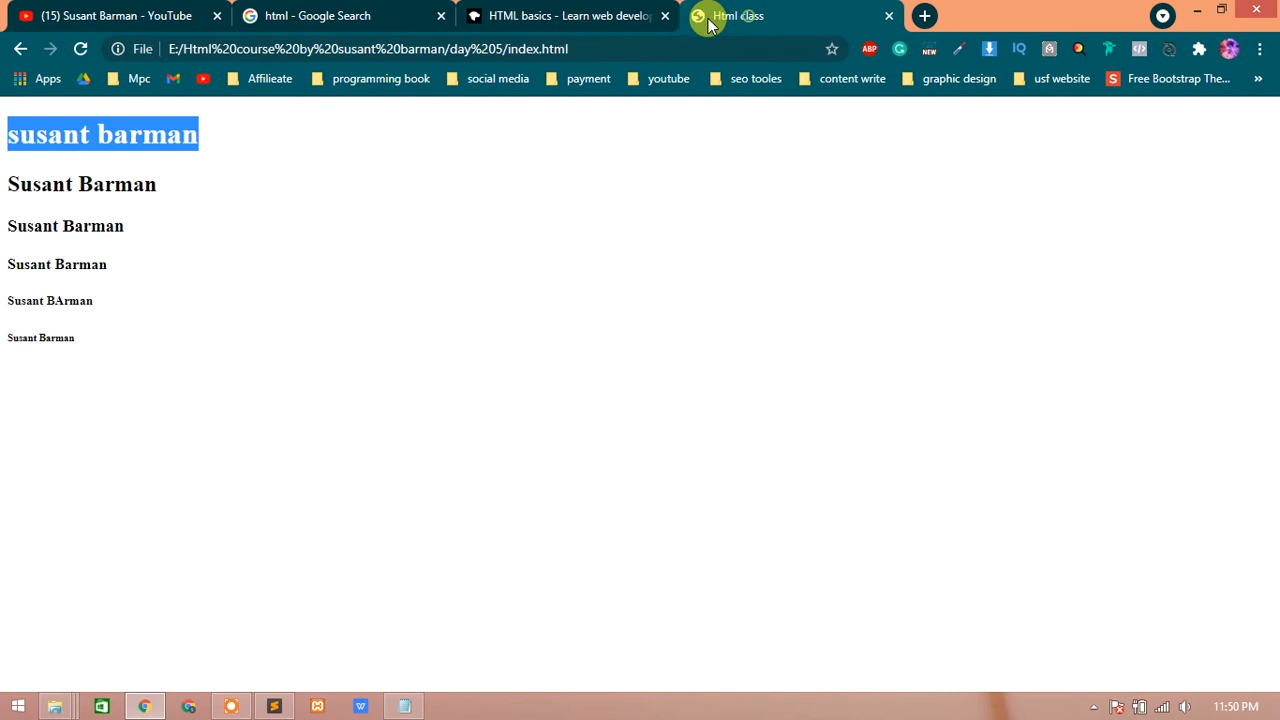 (15) Susant Barman - YouTube
html - Google Search
HTML basics - Learn web develo
Html class
File
E:/Html%20course%20by%20susant%20barman/day%205/index.html
ABP
NEW
IQ
Apps
Mpc
Affilieate
programming book
social media
payment
youtube
seo tooles
content write
graphic design
usf website
S
Free Bootstrap The...
susant barman
Susant Barman
Susant Barman
Susant Barman
Susant BArman
Susant Barman
11:50 PM